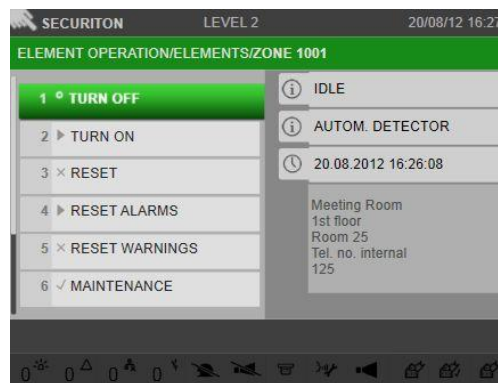 SECURITON LEVEL 2 20/08/12 16:27
ELEMENT OPERATION/ELEMENTS/ZONE 1001
1 TURN OFF
2 TURN ON
3 RESET
4 RESET ALARMS
5 RESET WARNINGS
6 MAINTENANCE
IDLE
AUTOM. DETECTOR
20.08.2012 16:26:08
Meeting Room
1st floor
Room 25
Tel. no. internal
125
0 0 0 0